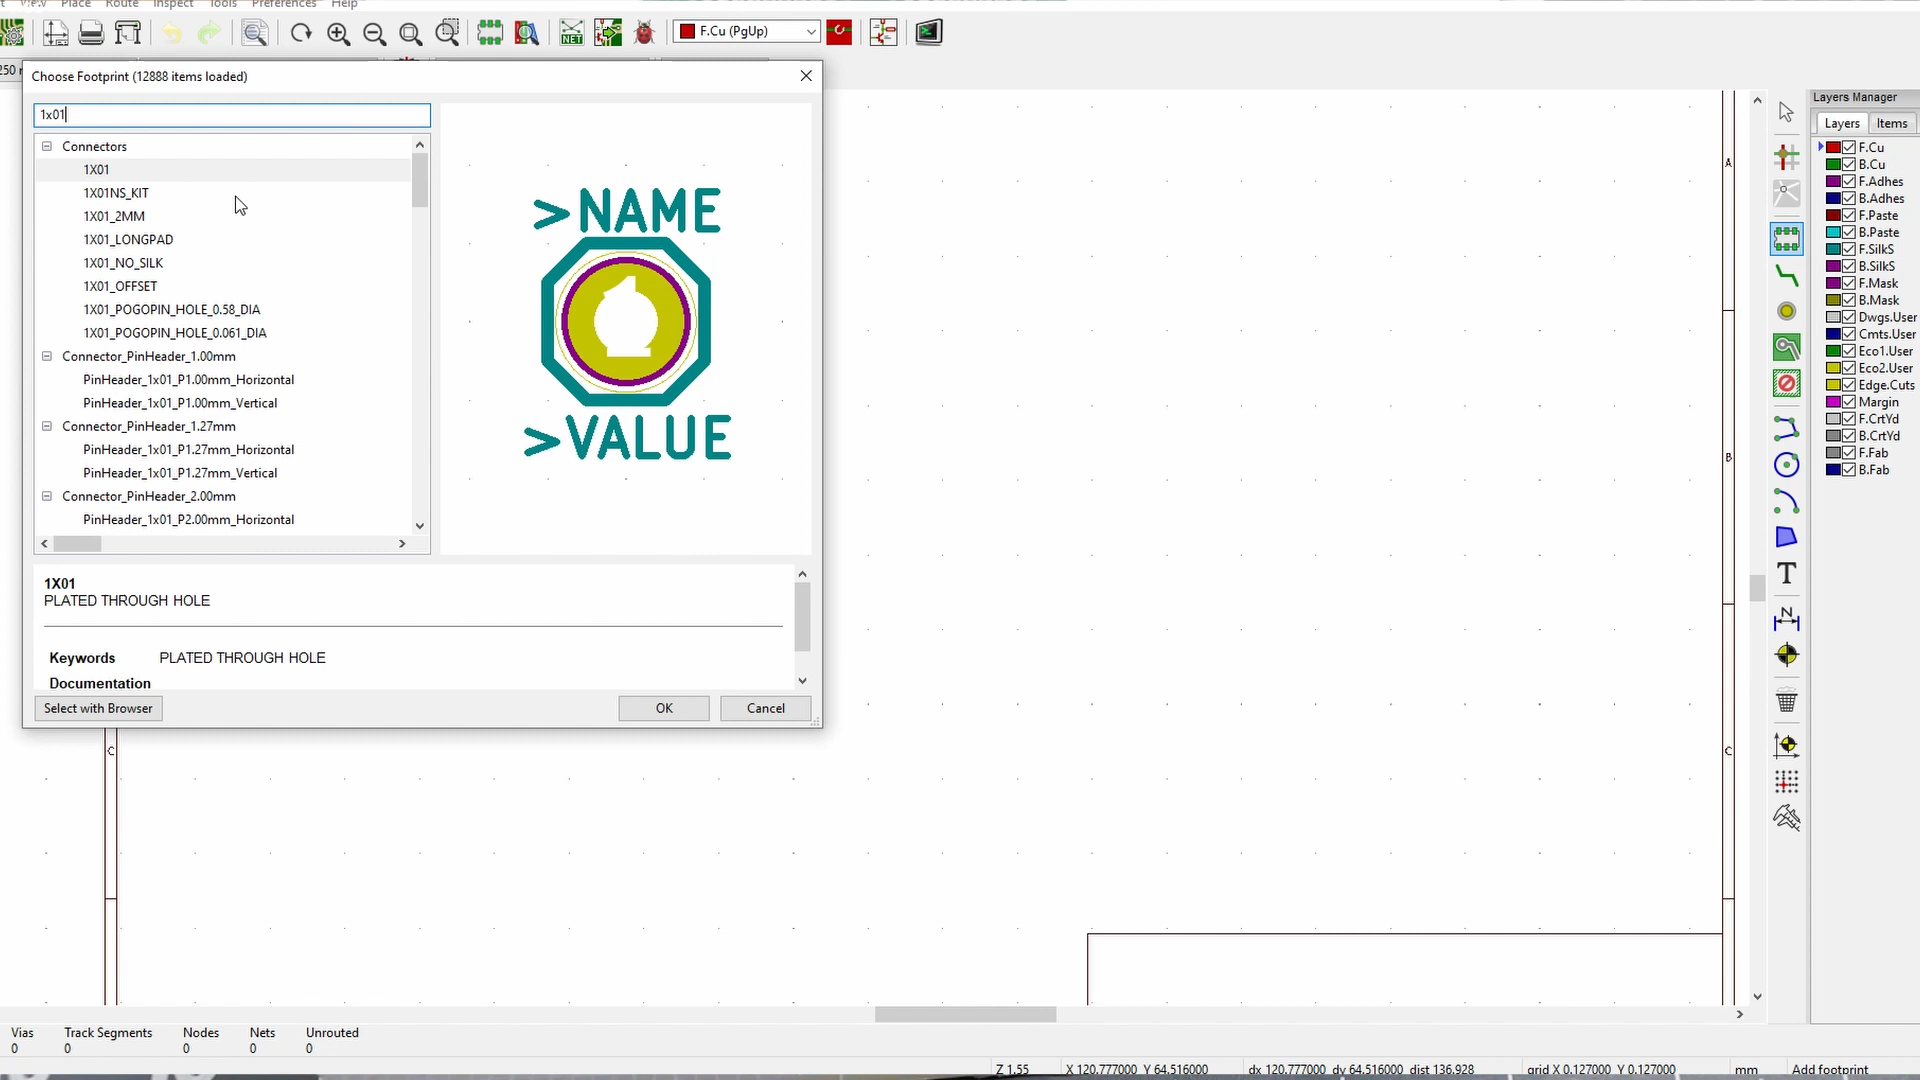 View Place Route Inspect Tools Preferences Help
F.Cu (PgUp)
NET
250
Choose Footprint (12888 items loaded)
1x01
Connectors
1X01
1X01NS_KIT
1X01_2MM
1X01_LONGPAD
1X01_NO_SILK
1X01_OFFSET
1X01_POGOPIN_HOLE_0.58_DIA
1X01_POGOPIN_HOLE_0.061_DIA
Connector_PinHeader_1.00mm
PinHeader_1x01_P1.00mm_Horizontal
PinHeader_1x01_P1.00mm_Vertical
Connector_PinHeader_1.27mm
PinHeader_1x01_P1.27mm_Horizontal
PinHeader_1x01_P1.27mm_Vertical
Connector_PinHeader_2.00mm
PinHeader_1x01_P2.00mm_Horizontal
>NAME
1
>VALUE
1X01
PLATED THROUGH HOLE
Keywords PLATED THROUGH HOLE
Documentation
Select with Browser
OK
Cancel
A
B
C
C
T
N
Layers Manager
Layers
Items
F.Cu
B.Cu
F.Adhes
B.Adhes
F.Paste
B.Paste
F.SilkS
B.SilkS
F.Mask
B.Mask
Dwgs.User
Cmts.User
Eco1.User
Eco2.User
Edge.Cuts
Margin
F.CrtYd
B.CrtYd
F.Fab
B.Fab
Vias Track Segments Nodes Nets Unrouted
0 0 0 0 0
Z 1.55 X 120.777000 Y 64.516000 dx 120.777000 dy 64.516000 dist 136.928 grid X 0.127000 Y 0.127000 mm Add footprint